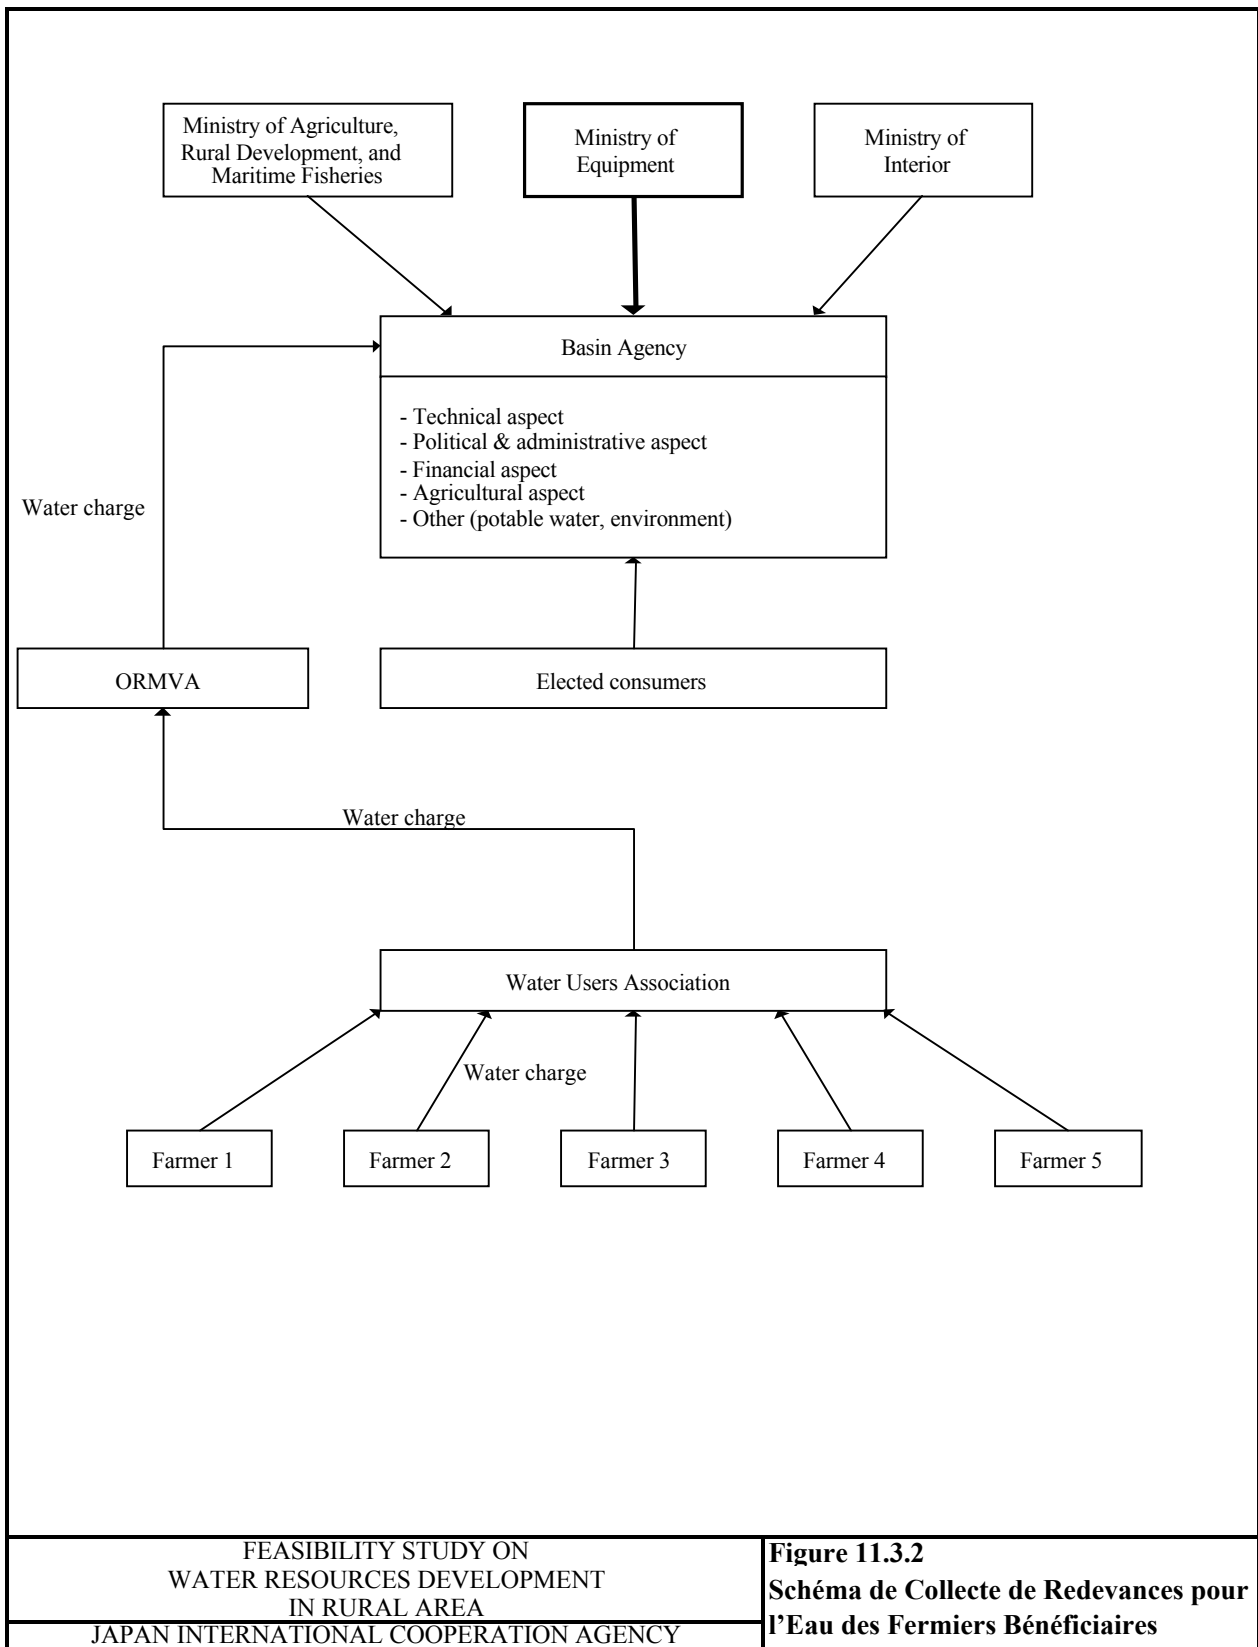 Ministry of Agriculture,
Rural Development, and
Maritime Fisheries
Ministry of
Equipment
Ministry of
Interior
Basin Agency
- Technical aspect
- Political & administrative aspect
- Financial aspect
- Agricultural aspect
- Other (potable water, environment)
Water charge
ORMVA
Elected consumers
Water charge
Water Users Association
Water charge
Farmer 1
Farmer 2
Farmer 3
Farmer 4
Farmer 5
FEASIBILITY STUDY ON
WATER RESOURCES DEVELOPMENT
IN RURAL AREA
JAPAN INTERNATIONAL COOPERATION AGENCY
Figure 11.3.2
Schéma de Collecte de Redevances pour
l’Eau des Fermiers Bénéficiaires